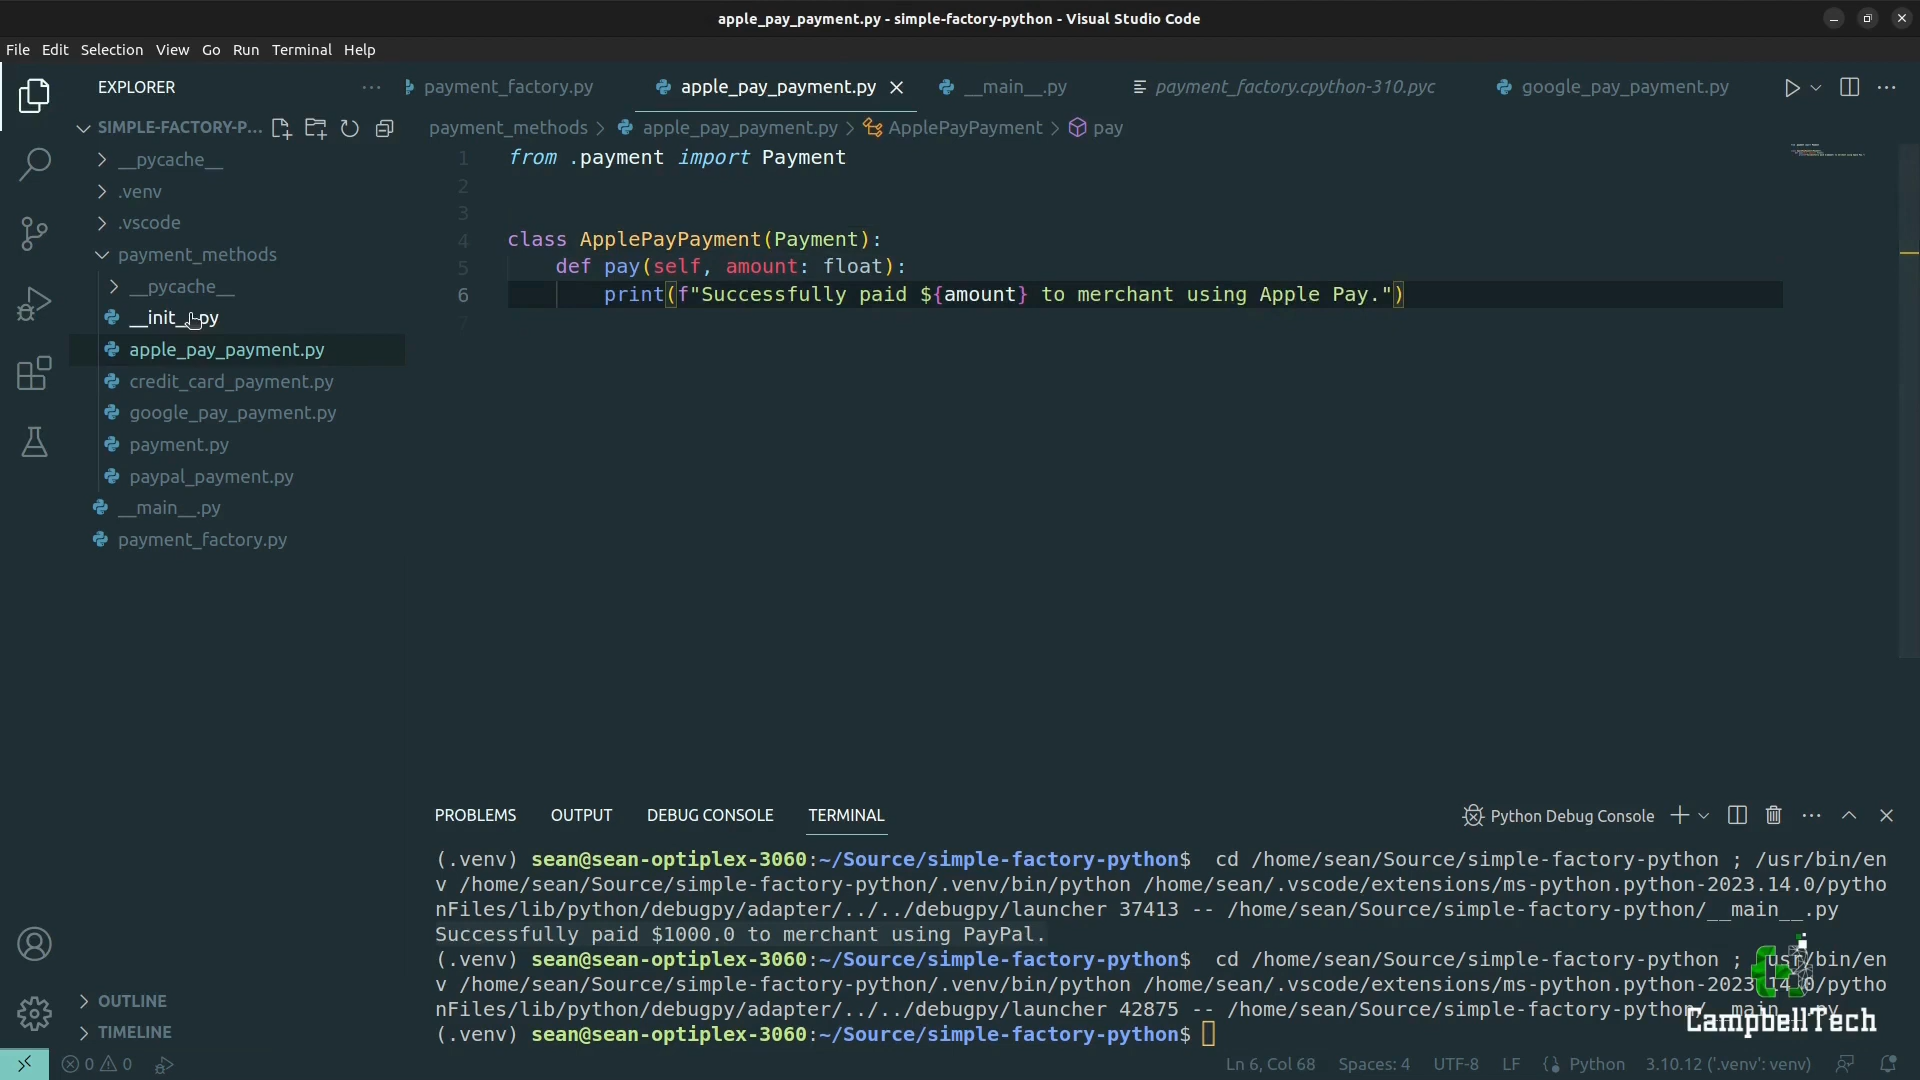 apple_pay_payment.py - simple-factory-python - Visual Studio Code
File Edit Selection View Go Run Terminal Help
EXPLORER
payment_factory.py apple_pay_payment.py __main__.py payment_factory.cpython-310.pyc google_pay_payment.py
SIMPLE-FACTORY-P...
payment_methods > apple_pay_payment.py > ApplePayPayment > pay
__pycache__
.venv
.vscode
payment_methods
__pycache__
__init__.py
apple_pay_payment.py
credit_card_payment.py
google_pay_payment.py
payment.py
paypal_payment.py
__main__.py
payment_factory.py
OUTLINE
TIMELINE
1 from .payment import Payment
2
3
4 class ApplePayPayment(Payment):
5 def pay(self, amount: float):
6 print(f"Successfully paid ${amount} to merchant using Apple Pay.")
7
PROBLEMS OUTPUT DEBUG CONSOLE TERMINAL
Python Debug Console
(.venv) sean@sean-optiplex-3060:~/Source/simple-factory-python$ cd /home/sean/Source/simple-factory-python ; /usr/bin/en
v /home/sean/Source/simple-factory-python/.venv/bin/python /home/sean/.vscode/extensions/ms-python.python-2023.14.0/pytho
nFiles/lib/python/debugpy/adapter/../../debugpy/launcher 37413 -- /home/sean/Source/simple-factory-python/__main__.py
Successfully paid $1000.0 to merchant using PayPal.
(.venv) sean@sean-optiplex-3060:~/Source/simple-factory-python$ cd /home/sean/Source/simple-factory-python ; /usr/bin/en
v /home/sean/Source/simple-factory-python/.venv/bin/python /home/sean/.vscode/extensions/ms-python.python-2023.14.0/pytho
nFiles/lib/python/debugpy/adapter/../../debugpy/launcher 42875 -- /home/sean/Source/simple-factory-python/__main__.py
(.venv) sean@sean-optiplex-3060:~/Source/simple-factory-python$
CampbellTech
0 0
Ln 6, Col 68 Spaces: 4 UTF-8 LF Python 3.10.12 ('.venv': venv)